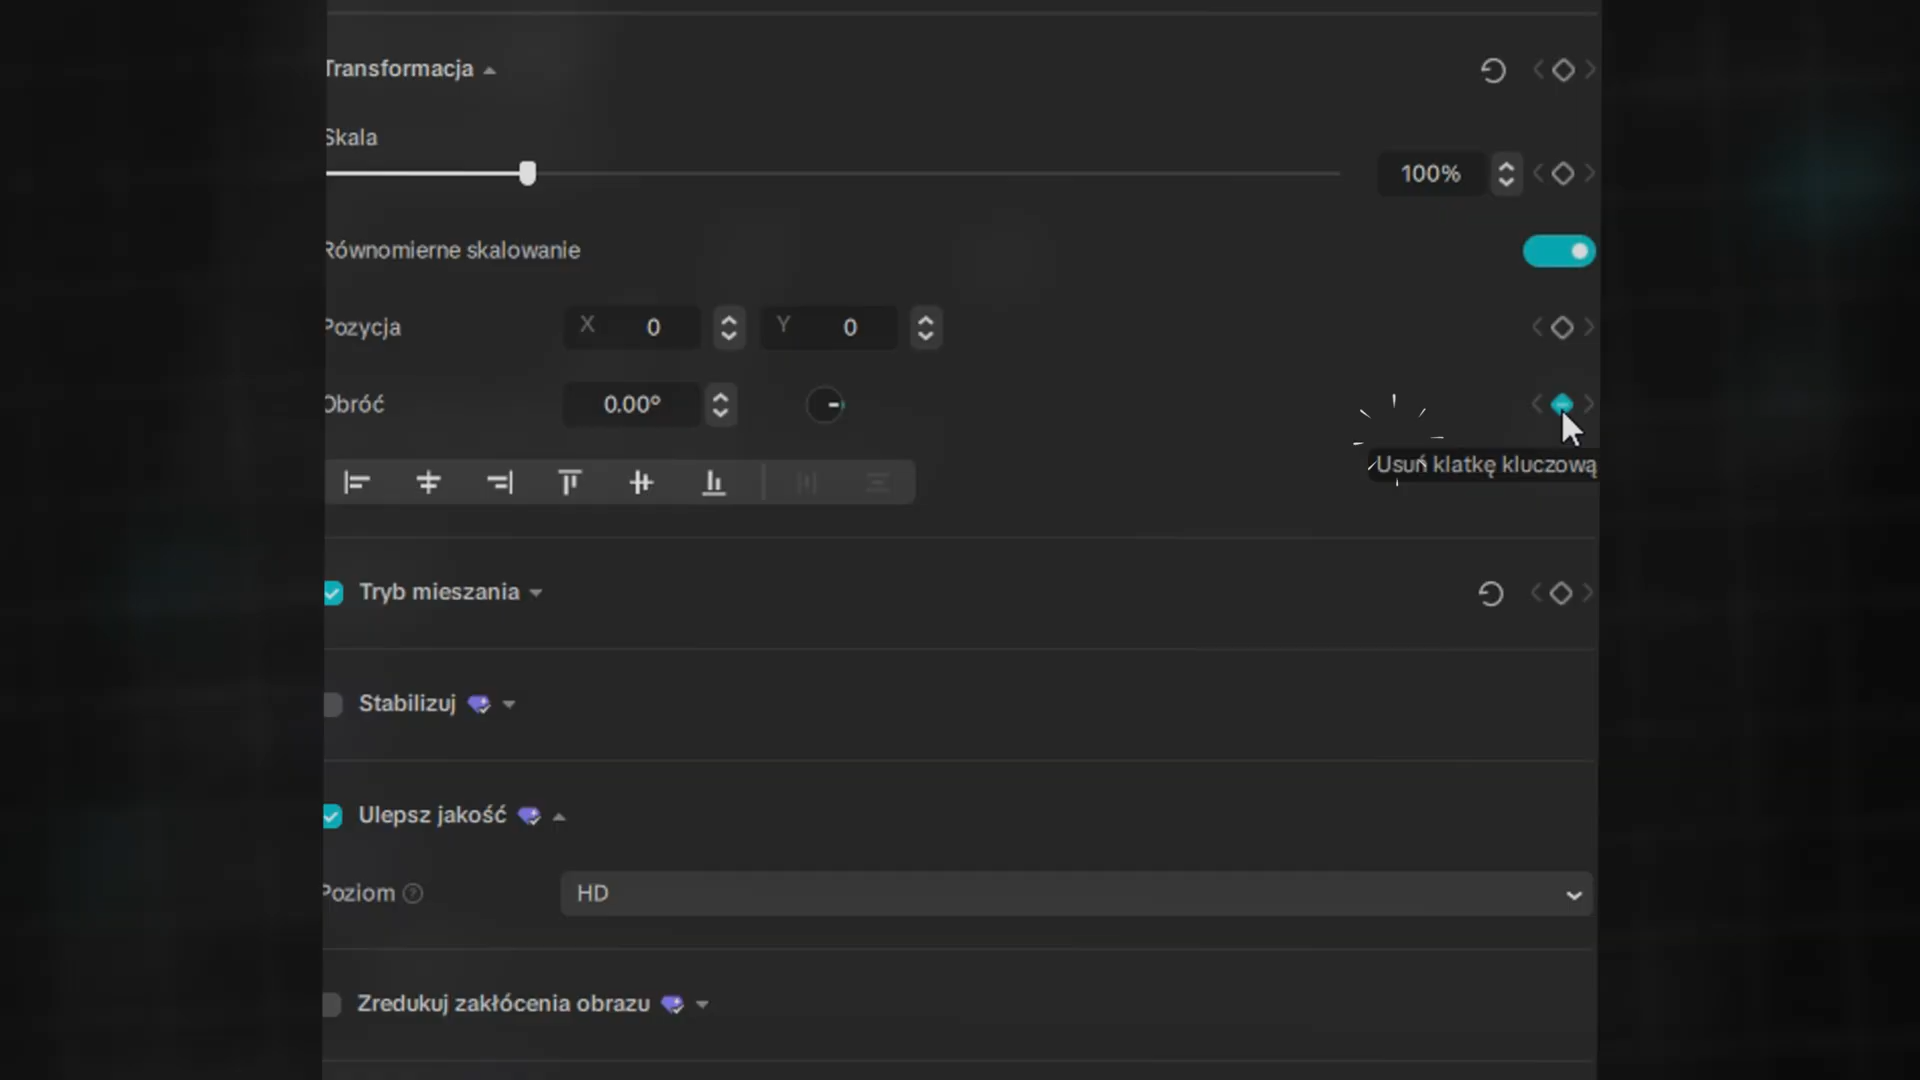 Transformacja
Skala
100%
Równomierne skalowanie
Pozycja X 0 Y 0
Obróć 0.00°
Usuń klatkę kluczową
Tryb mieszania
Stabilizuj
Ulepsz jakość
Poziom HD
Zredukuj zakłócenia obrazu